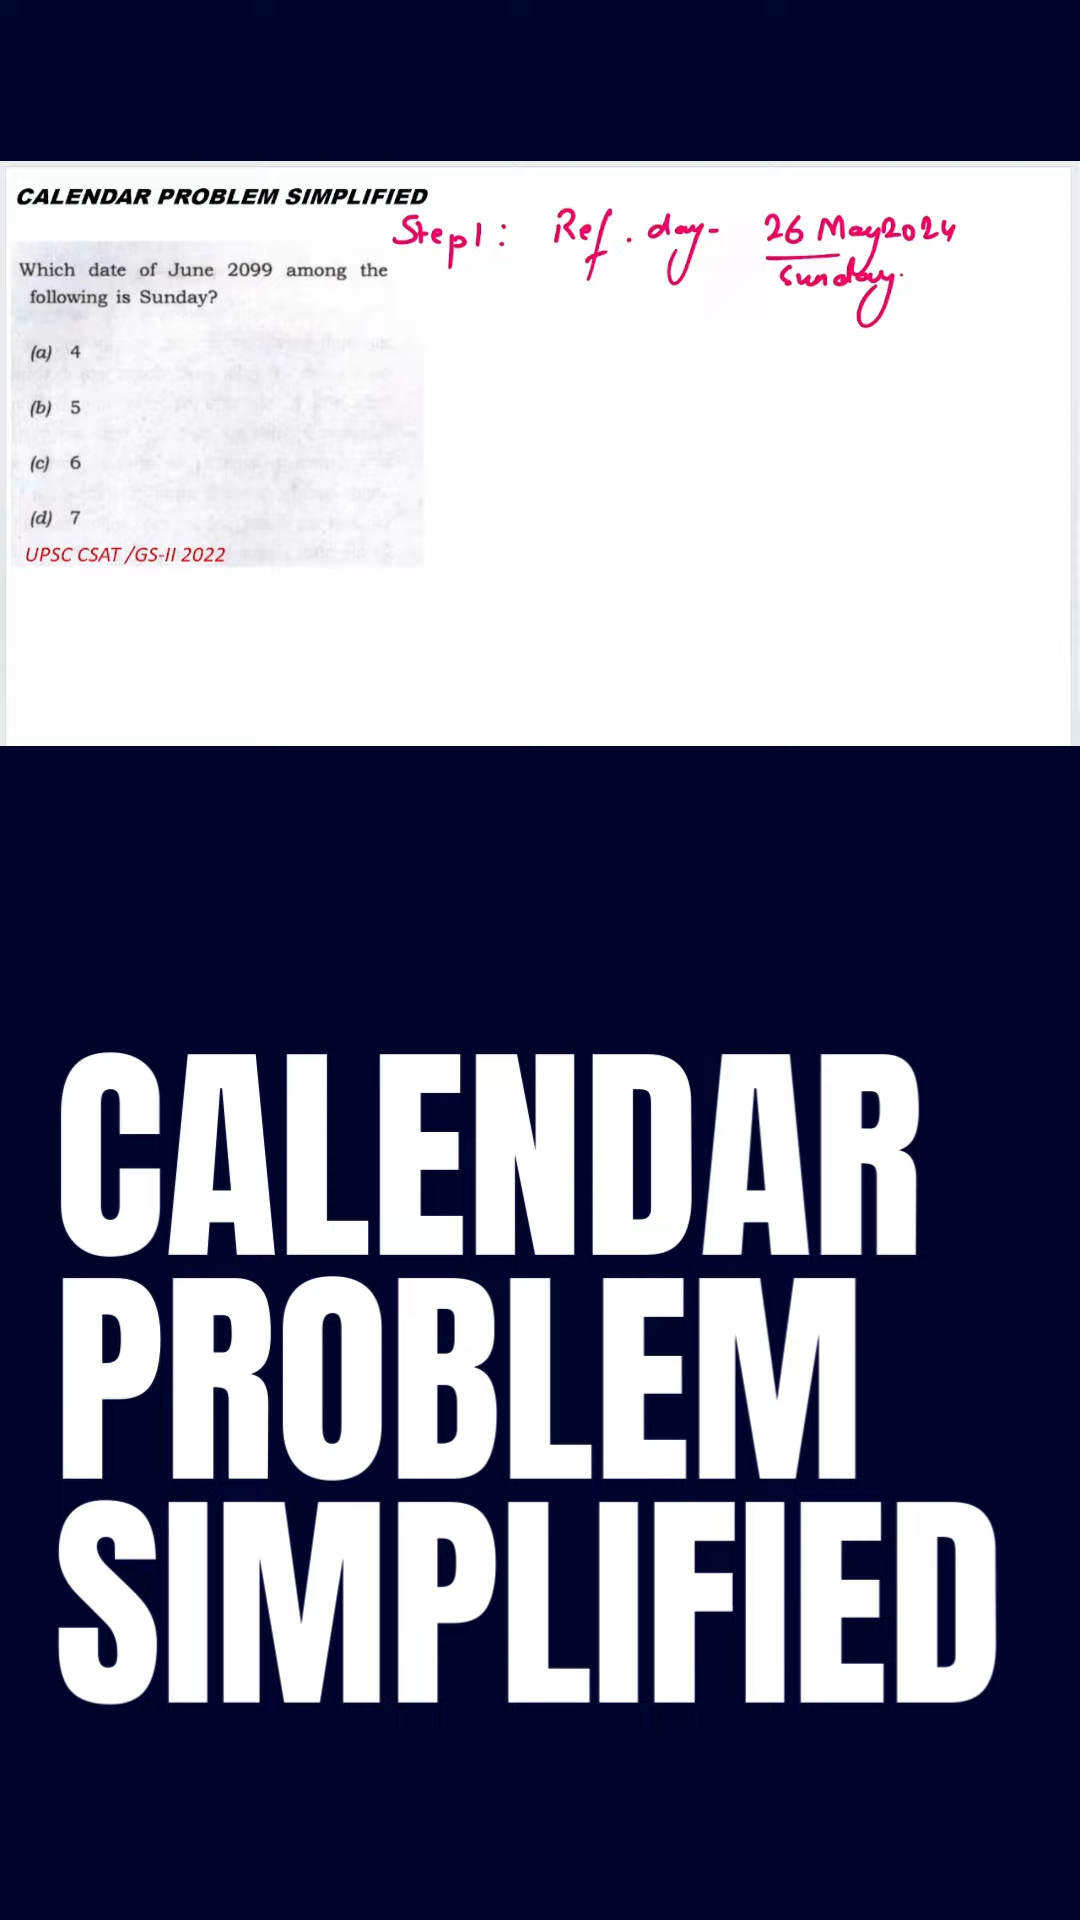 CALENDAR PROBLEM SIMPLIFIED
Step1: Ref. day- 26 May2024
Sunday.
Which date of June 2099 among the
following is Sunday?
(a) 4
(b) 5
(c) 6
(d) 7
UPSC CSAT /GS-II 2022
CALENDAR
PROBLEM
SIMPLIFIED